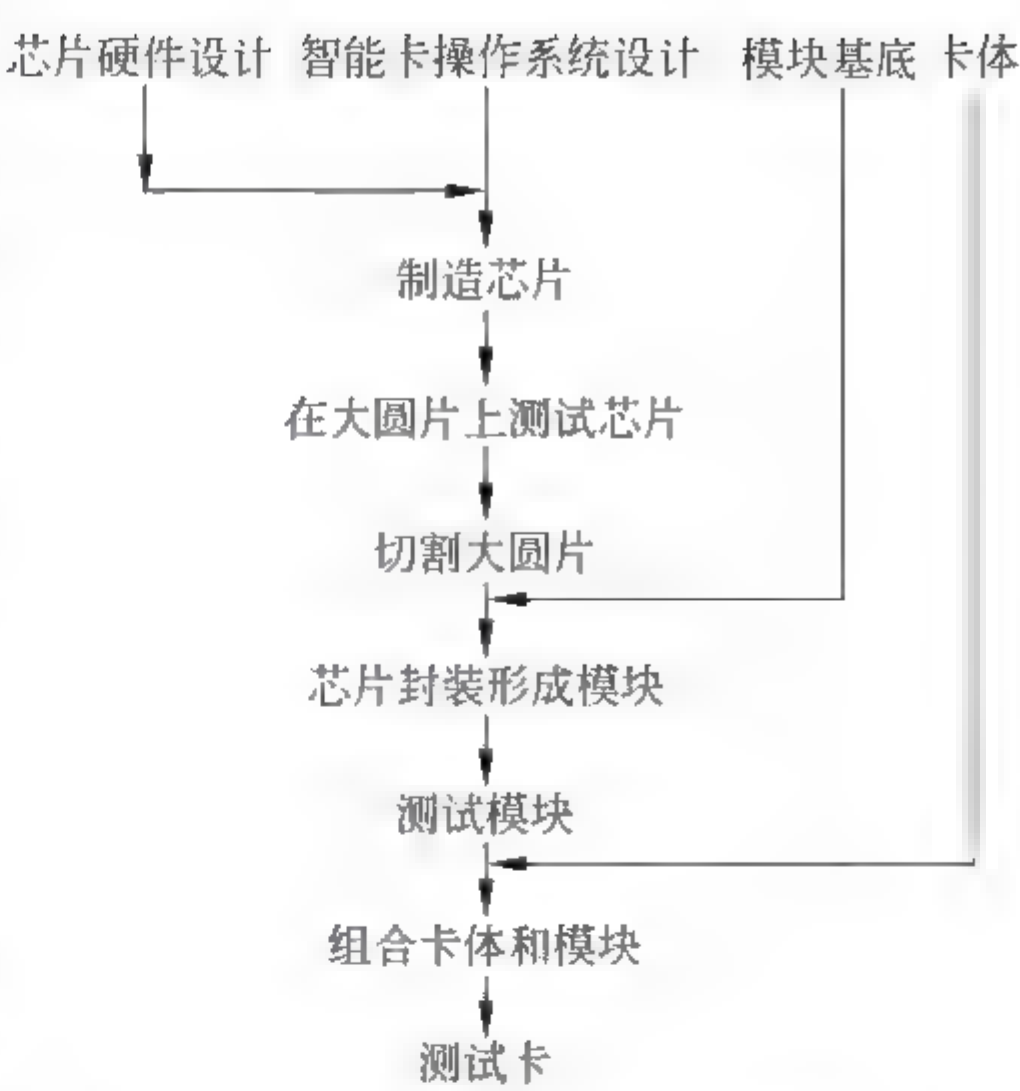 芯片硬件设计 智能卡操作系统设计 模块基底 卡体
制造芯片
在大圆片上测试芯片
切割大圆片
芯片封装形成模块
测试模块
组合卡体和模块
测试卡